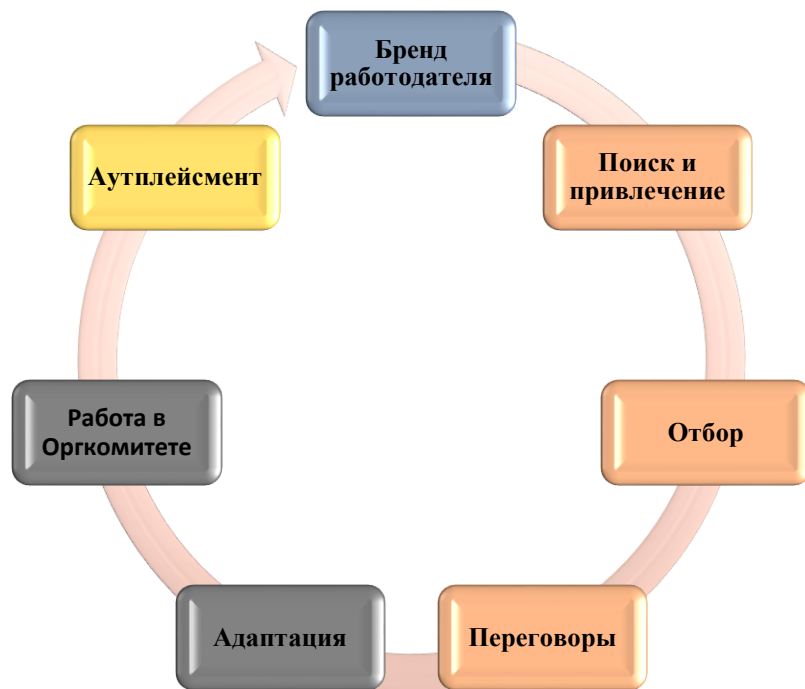 Бренд
работодателя
Поиск и
привлечение
Отбор
Переговоры
Адаптация
Работа в
Оргкомитете
Аутплейсмент